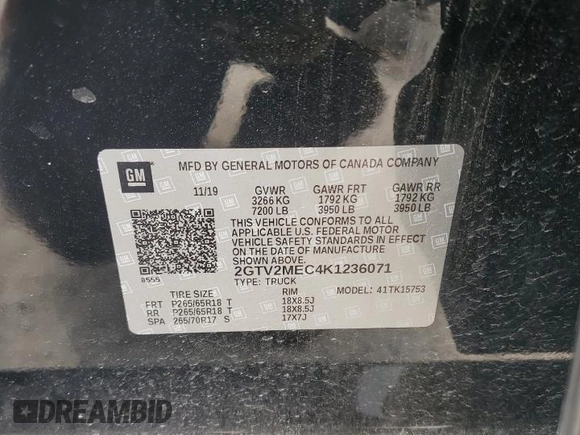 GM
MFD BY GENERAL MOTORS OF CANADA COMPANY
11/19 GVWR GAWR FRT GAWR RR
3266 KG 1792 KG 1792 KG
7200 LB 3950 LB 3950 LB
THIS VEHICLE CONFORMS TO ALL
APPLICABLE U.S. FEDERAL MOTOR
VEHICLE SAFETY STANDARDS IN EFFECT
ON THE DATE OF MANUFACTURE
SHOWN ABOVE.
8555 2GTV2MEC4K1236071
TYPE: TRUCK
TIRE SIZE RIM MODEL: 41TK15753
FRT P265/65R18 T 18X8.5J
RR P265/65R18 T 18X8.5J
SPA 265/70R17 S 17X7J
DREAMBID